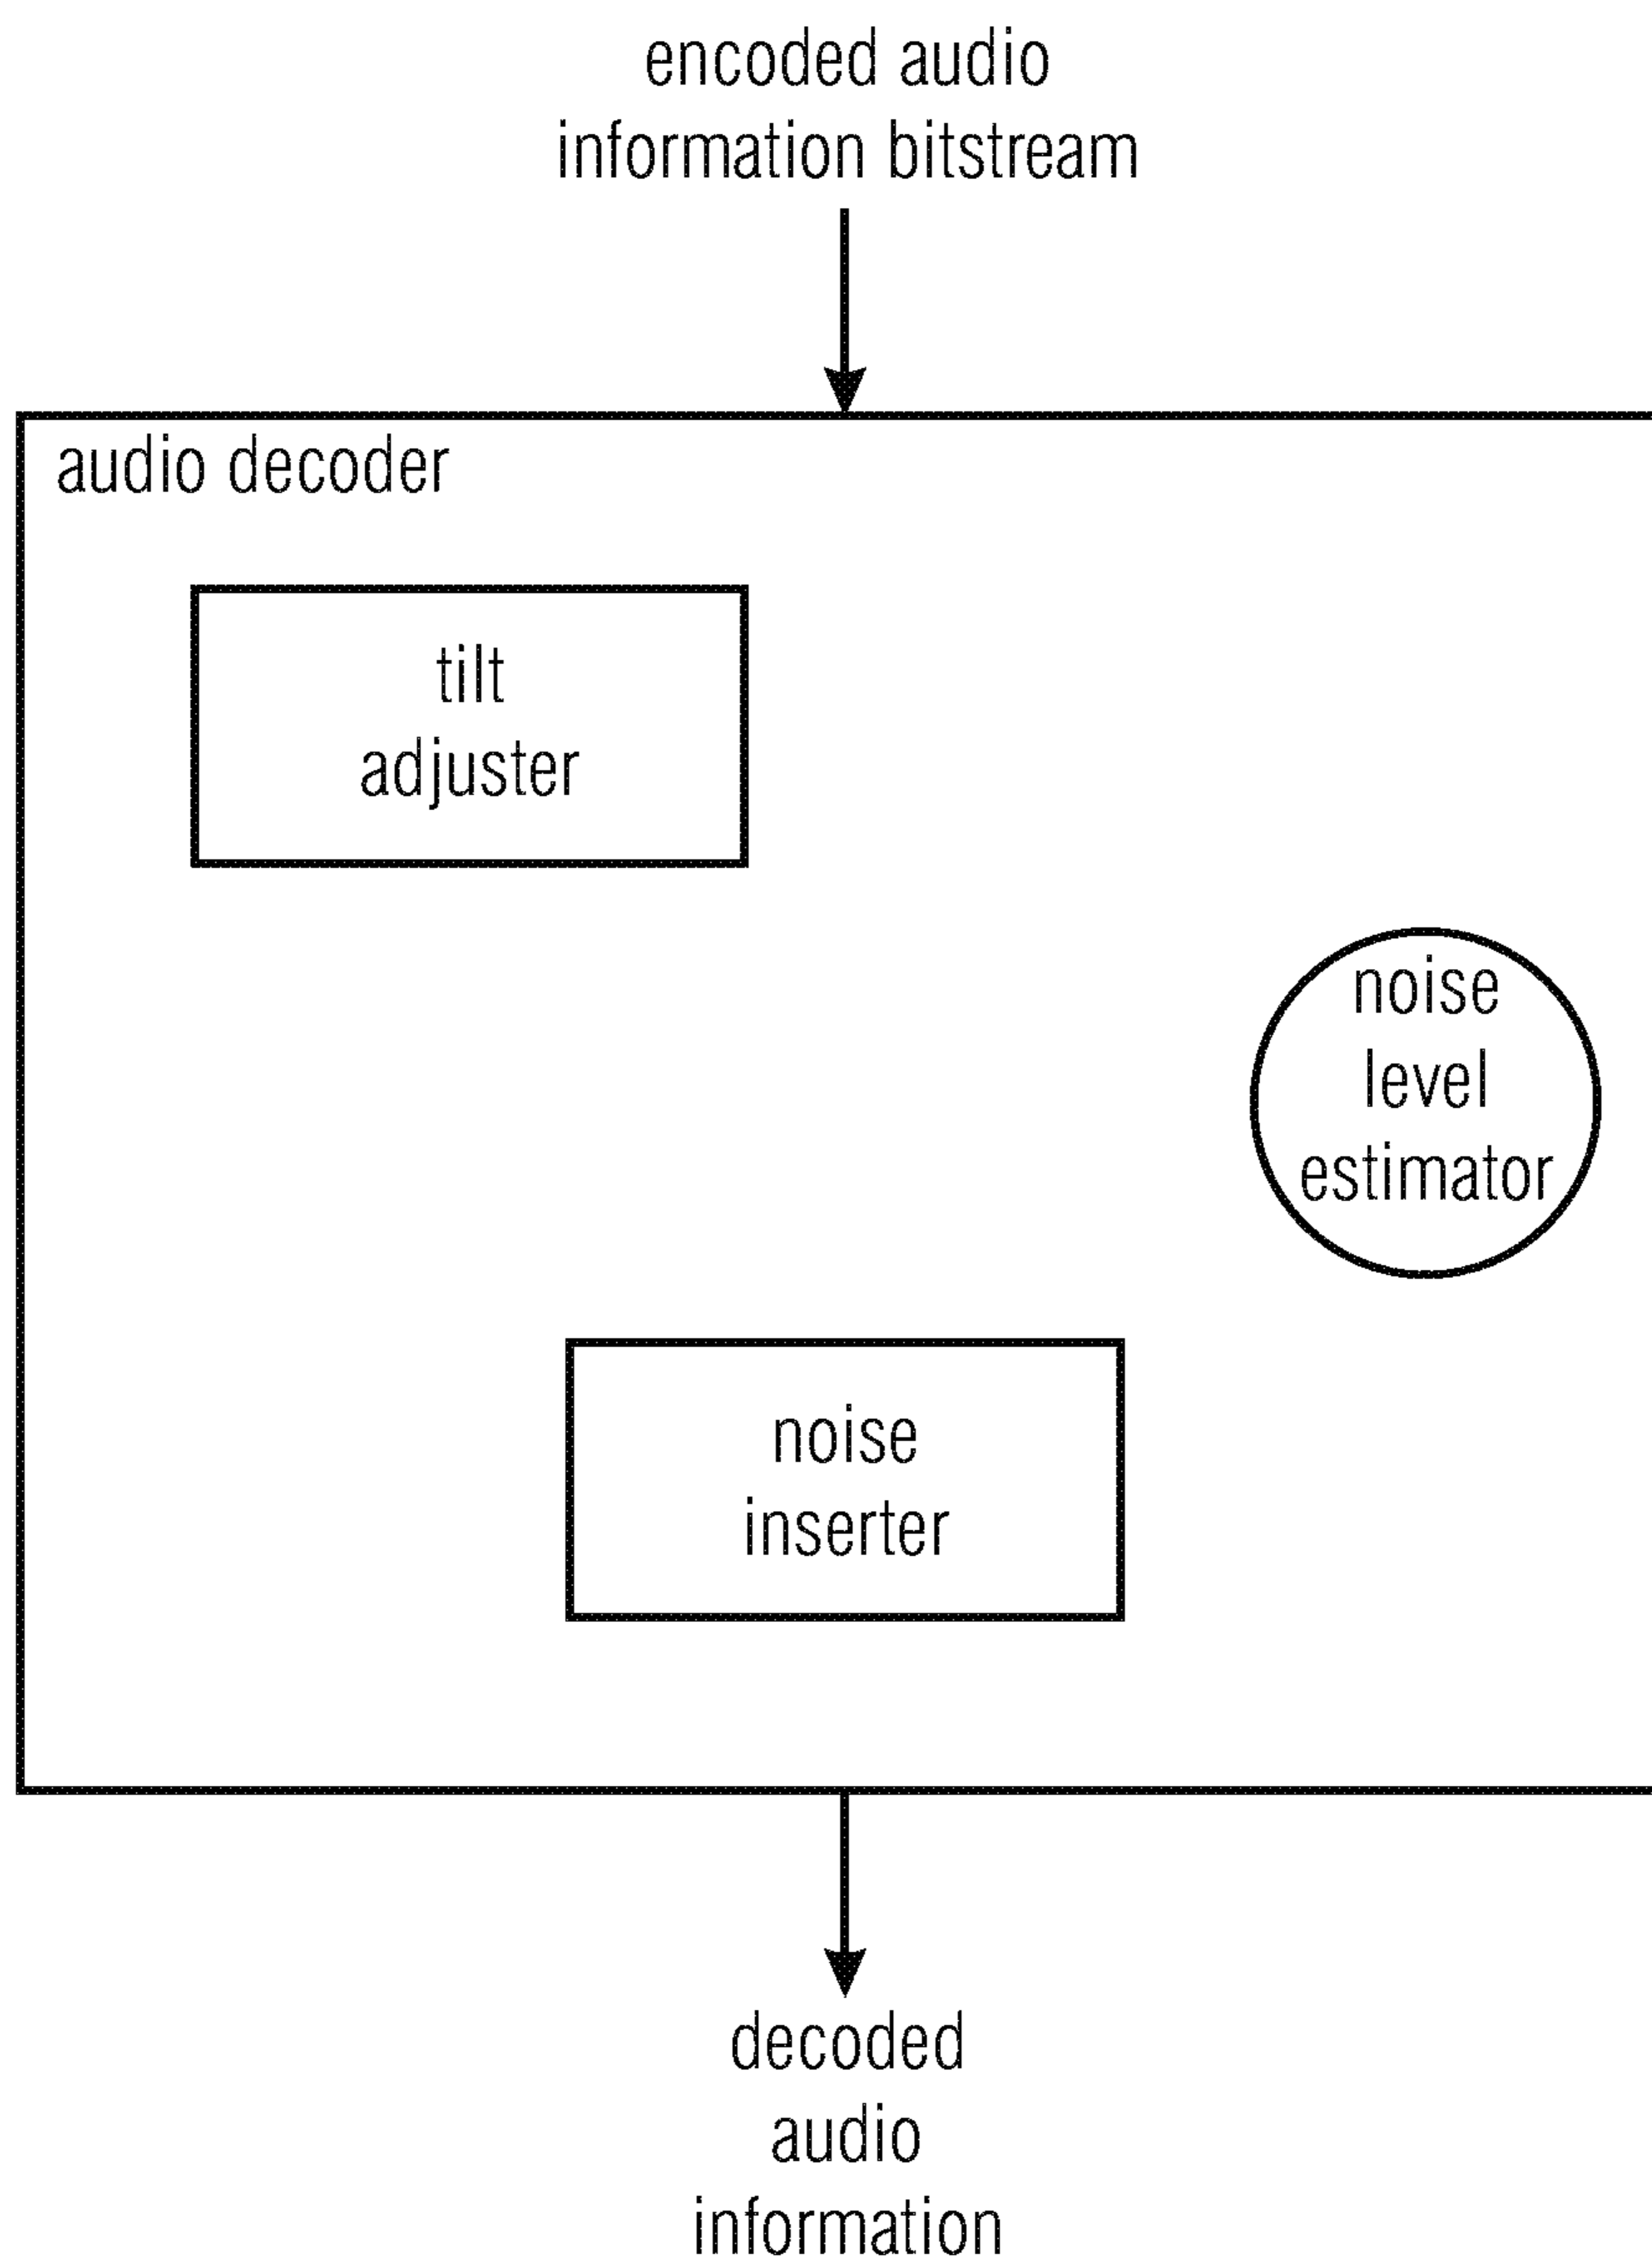 encoded audio
information bitstream
audio decoder
tilt
adjuster
noise
level
estimator
noise
inserter
decoded
audio
information